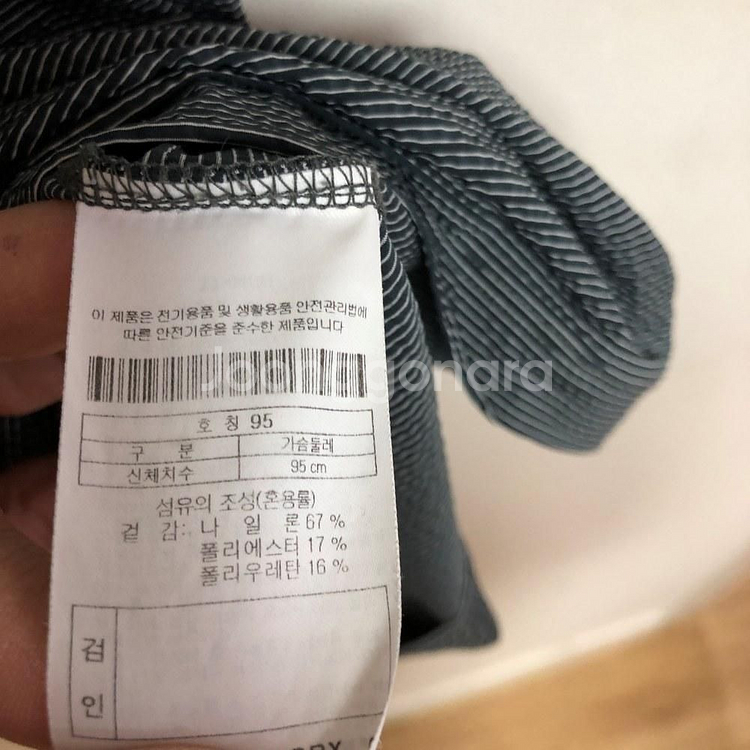 이 제품은 전기용품 및 생활용품 안전관리법에
따른 안전기준을 준수한 제품입니다
호 칭 95
구 분 가슴둘레
신체치수 95 cm
섬유의 조성(혼용률)
겉 감: 나 일 론 67 %
폴리에스터 17 %
폴리우레탄 16 %
검
인